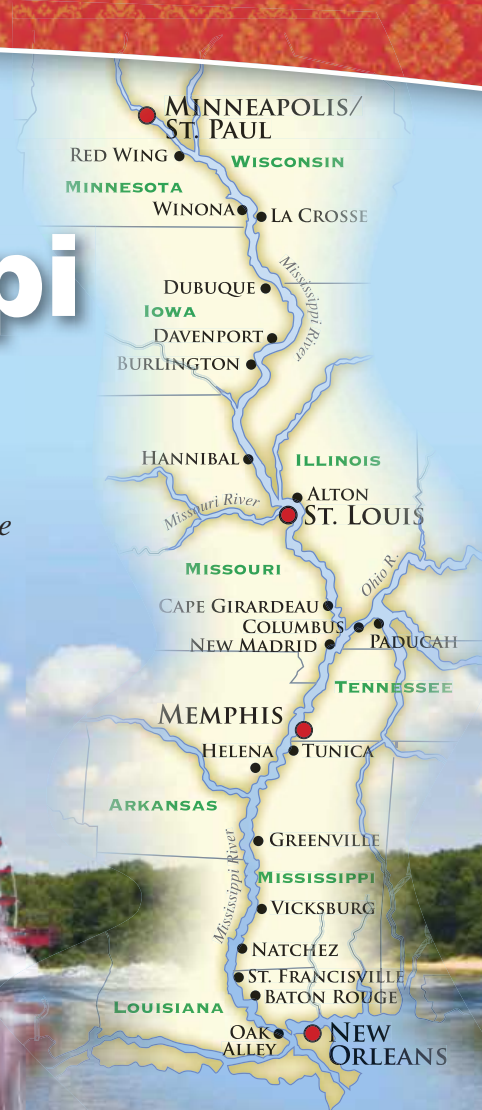 MINNEAPOLIS/
ST. PAUL
RED WING
WISCONSIN
MINNESOTA
WINONA
LA CROSSE
pi
DUBUQUE
Mississippi River
IOWA
DAVENPORT
BURLINGTON
HANNIBAL
ILLINOIS
ALTON
Missouri River
ST. LOUIS
e
MISSOURI
Ohio R.
CAPE GIRARDEAU
COLUMBUS
PADUCAH
NEW MADRID
TENNESSEE
MEMPHIS
HELENA
TUNICA
ARKANSAS
GREENVILLE
Mississippi River
MISSISSIPPI
VICKSBURG
NATCHEZ
ST. FRANCISVILLE
BATON ROUGE
LOUISIANA
OAK
ALLEY
NEW
ORLEANS